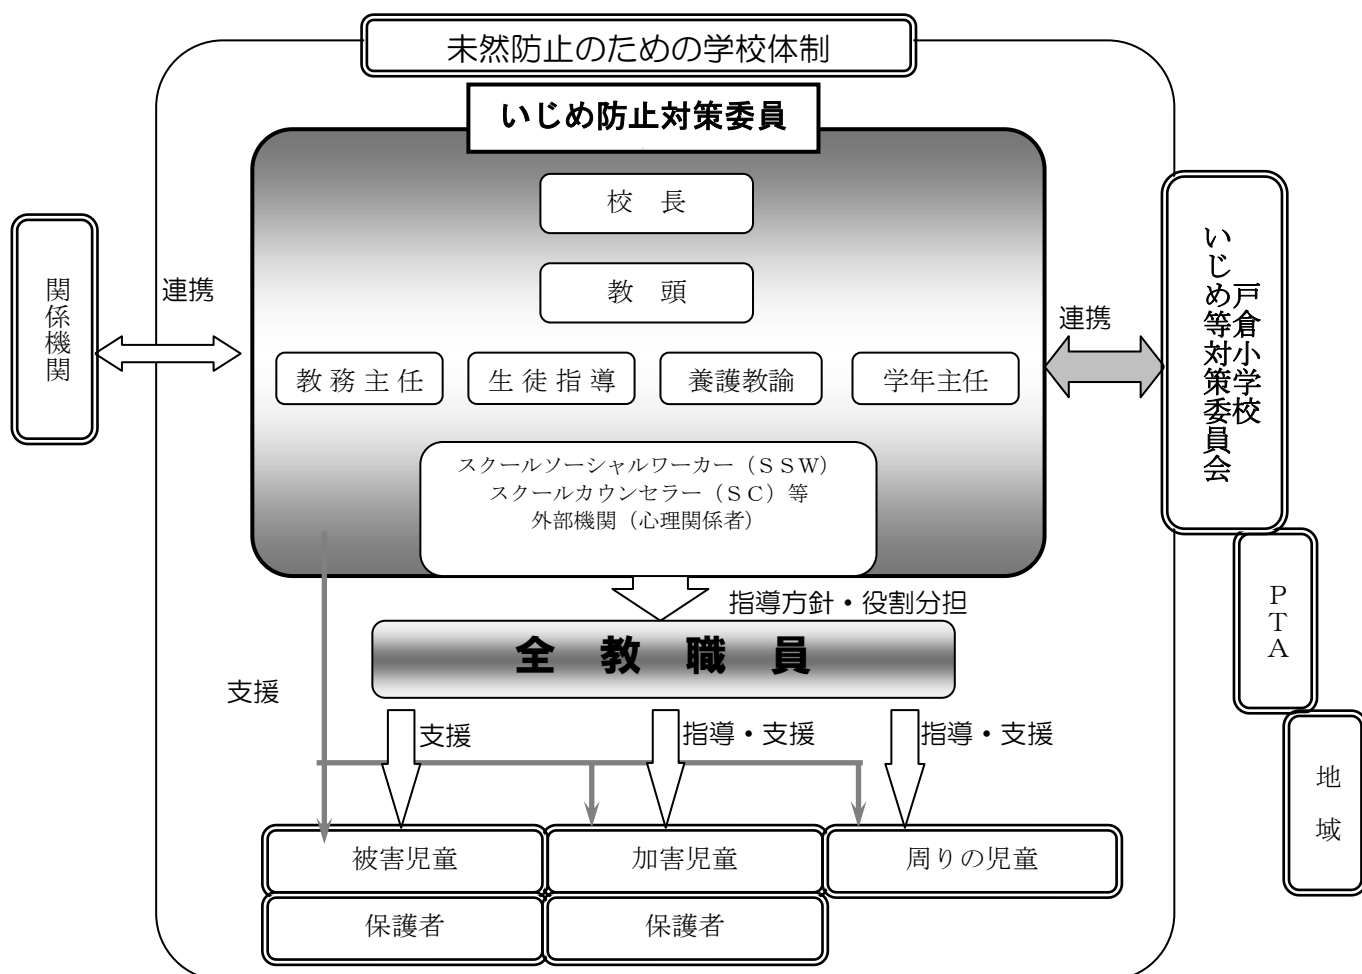 未然防止のための学校体制
いじめ防止対策委員
校　長
教　頭
教務主任
生徒指導
養護教諭
学年主任
スクールソーシャルワーカー（ＳＳＷ）
スクールカウンセラー（ＳＣ）等
外部機関（心理関係者）
関係機関
連携
連携
戸倉小学校
いじめ等対策委員会
ＰＴＡ
地　域
指導方針・役割分担
全　教　職　員
支援
支援
指導・支援
指導・支援
被害児童
加害児童
周りの児童
保護者
保護者